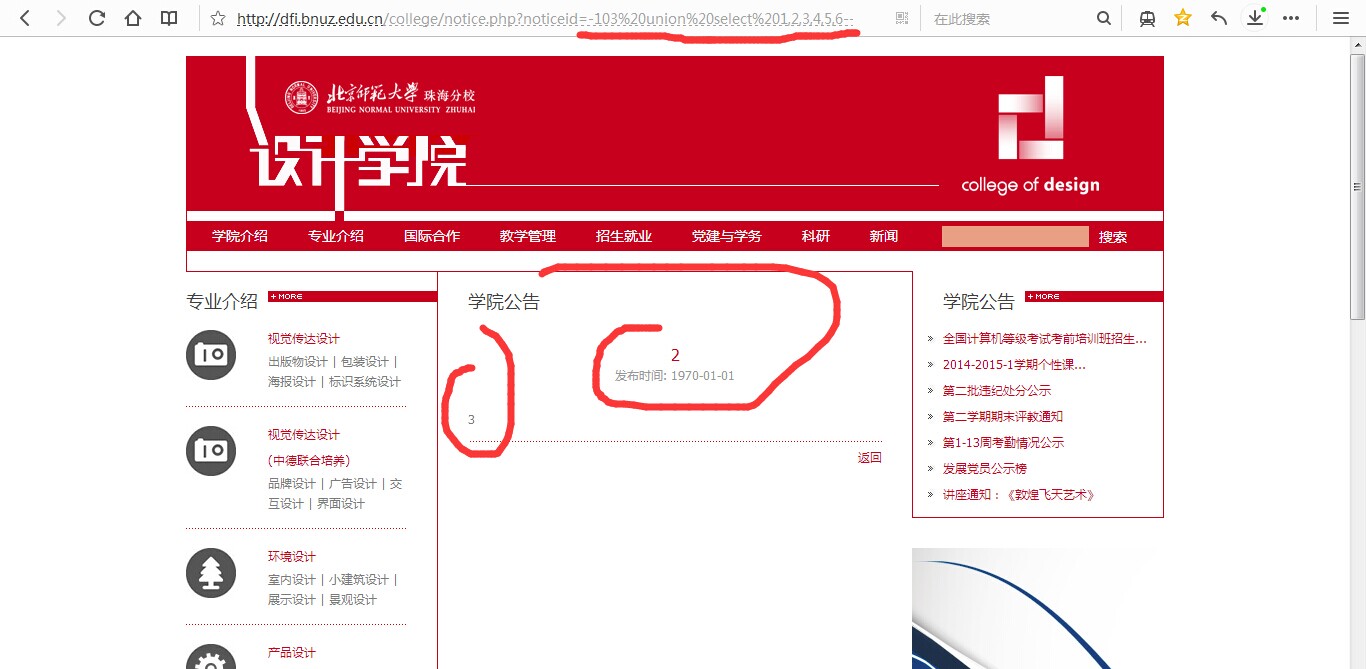 http://dfi.bnuz.edu.cn/college/notice.php?noticeid=-103%20union%20select%201,2,3,4,5,6--
在此搜索
北京师范大学 珠海分校
BEIJING NORMAL UNIVERSITY ZHUHAI
设计学院
college of design
学院介绍 专业介绍 国际合作 教学管理 招生就业 党建与学务 科研 新闻 搜索
专业介绍 + MORE
视觉传达设计
出版物设计 | 包装设计 |
海报设计 | 标识系统设计
视觉传达设计
(中德联合培养)
品牌设计 | 广告设计 | 交
互设计 | 界面设计
环境设计
室内设计 | 小建筑设计 |
展示设计 | 景观设计
产品设计
学院公告
2
发布时间: 1970-01-01
3
返回
学院公告 + MORE
» 全国计算机等级考试考前培训班招生...
» 2014-2015-1学期个性课...
» 第二批违纪处分公示
» 第二学期期末评教通知
» 第1-13周考勤情况公示
» 发展党员公示榜
» 讲座通知：《敦煌飞天艺术》